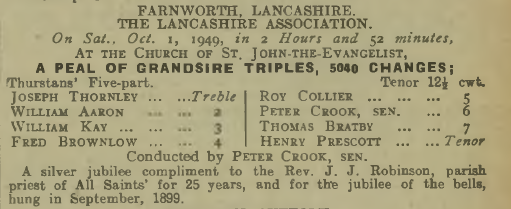 FARNWORTH, LANCASHIRE.
THE LANCASHIRE ASSOCIATION.
On Sat., Oct. 1, 1949, in 2 Hours and 52 minutes,
AT THE CHURCH OF ST. JOHN-THE-EVANGELIST,
A PEAL OF GRANDSIRE TRIPLES, 5040 CHANGES;
Thurstans' Five-part. Tenor 12½ cwt.
JOSEPH THORNLEY ... ...Treble
WILLIAM AARON ... ... 2
WILLIAM KAY ... ... ... 3
FRED BROWNLOW ... ... 4
ROY COLLIER ... ... ... 5
PETER CROOK, SEN. ... 6
THOMAS BRATBY ... ... 7
HENRY PRESCOTT ... ...Tenor
Conducted by PETER CROOK, SEN.
A silver jubilee compliment to the Rev. J. J. Robinson, parish
priest of All Saints' for 25 years, and for the jubilee of the bells,
hung in September, 1899.